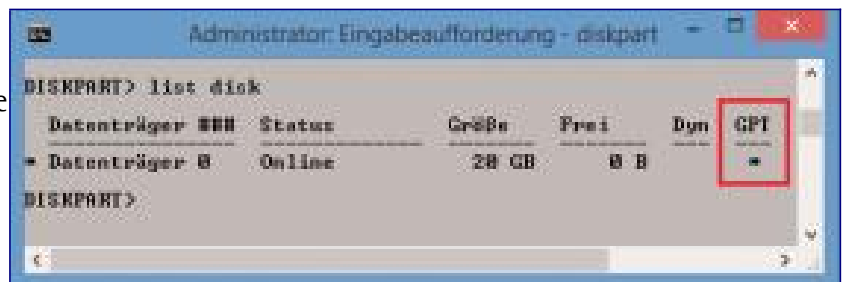 Administrator: Eingabeaufforderung - diskpart
DISKPART> list disk
e
Datenträger ### Status Größe Frei Dyn GPT
* Datenträger 0 Online 20 GB 0 B *
DISKPART>